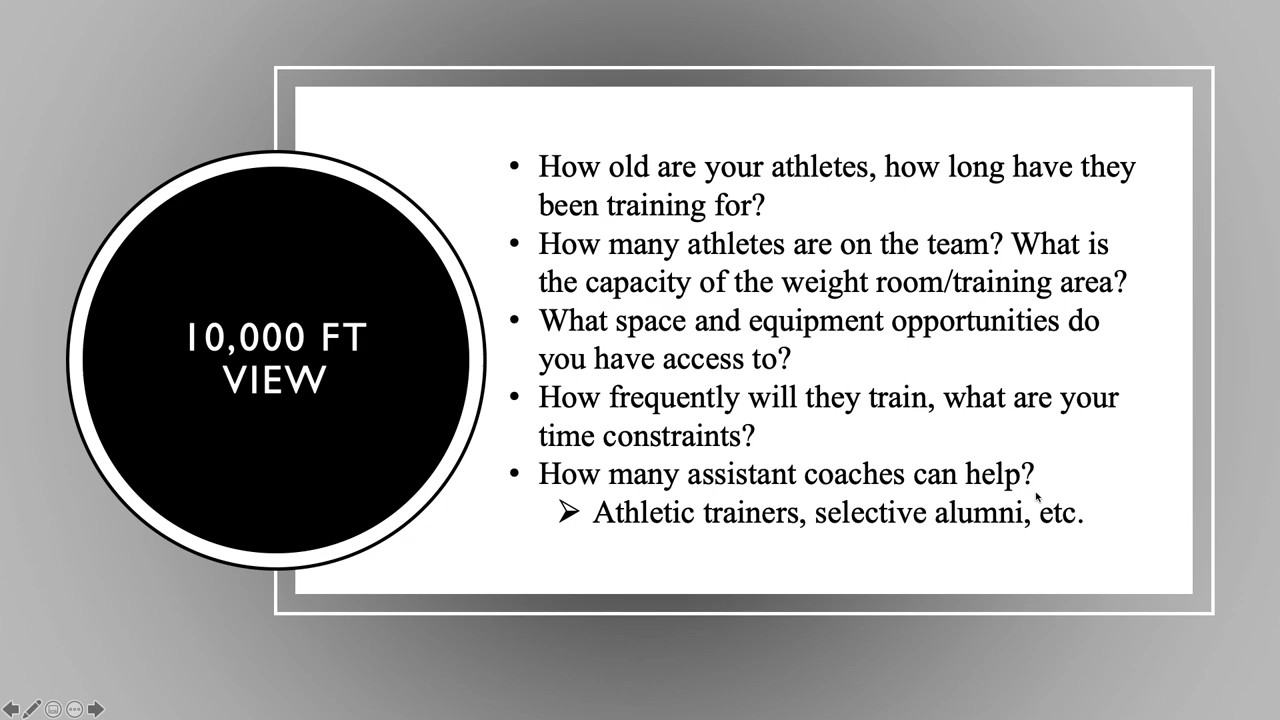 10,000 FT
VIEW
• How old are your athletes, how long have they
been training for?
• How many athletes are on the team? What is
the capacity of the weight room/training area?
• What space and equipment opportunities do
you have access to?
• How frequently will they train, what are your
time constraints?
• How many assistant coaches can help?
➢ Athletic trainers, selective alumni, etc.